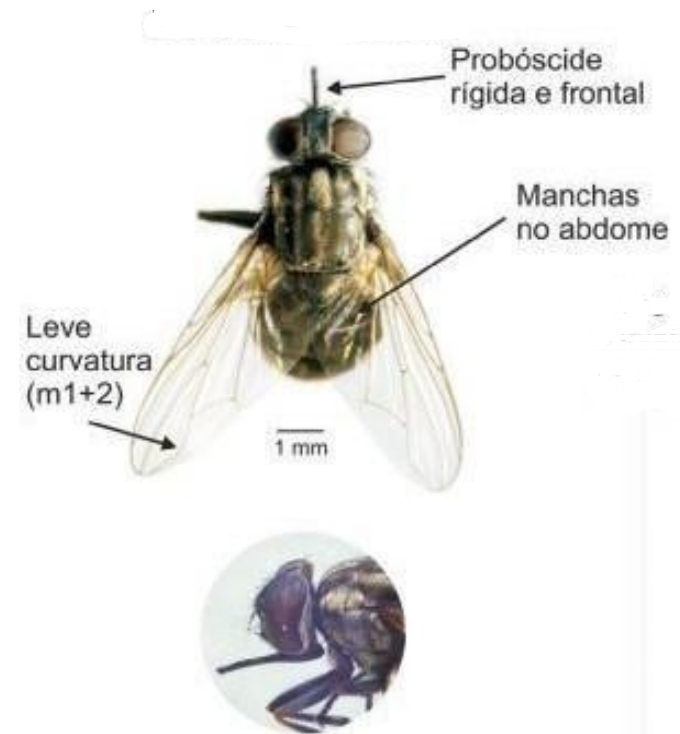 Probóscide
rígida e frontal
Manchas
no abdome
Leve
curvatura
(m1+2)
1 mm